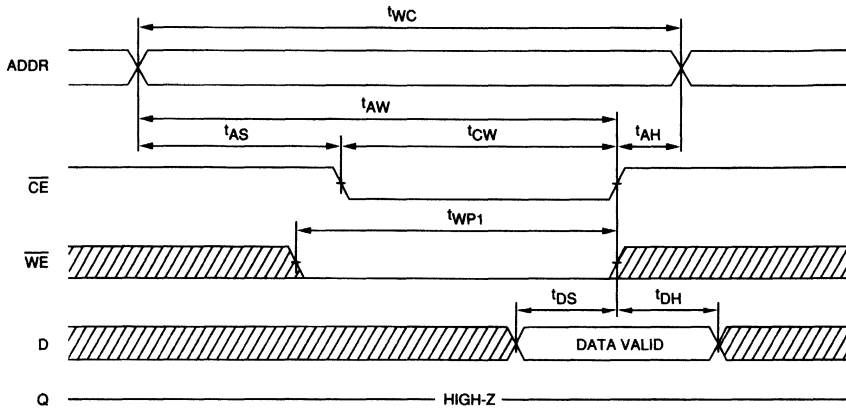 tWC
ADDR
tAW
tAS
tCW
tAH
CE
tWP1
WE
tDS
tDH
D
DATA VALID
Q
HIGH-Z